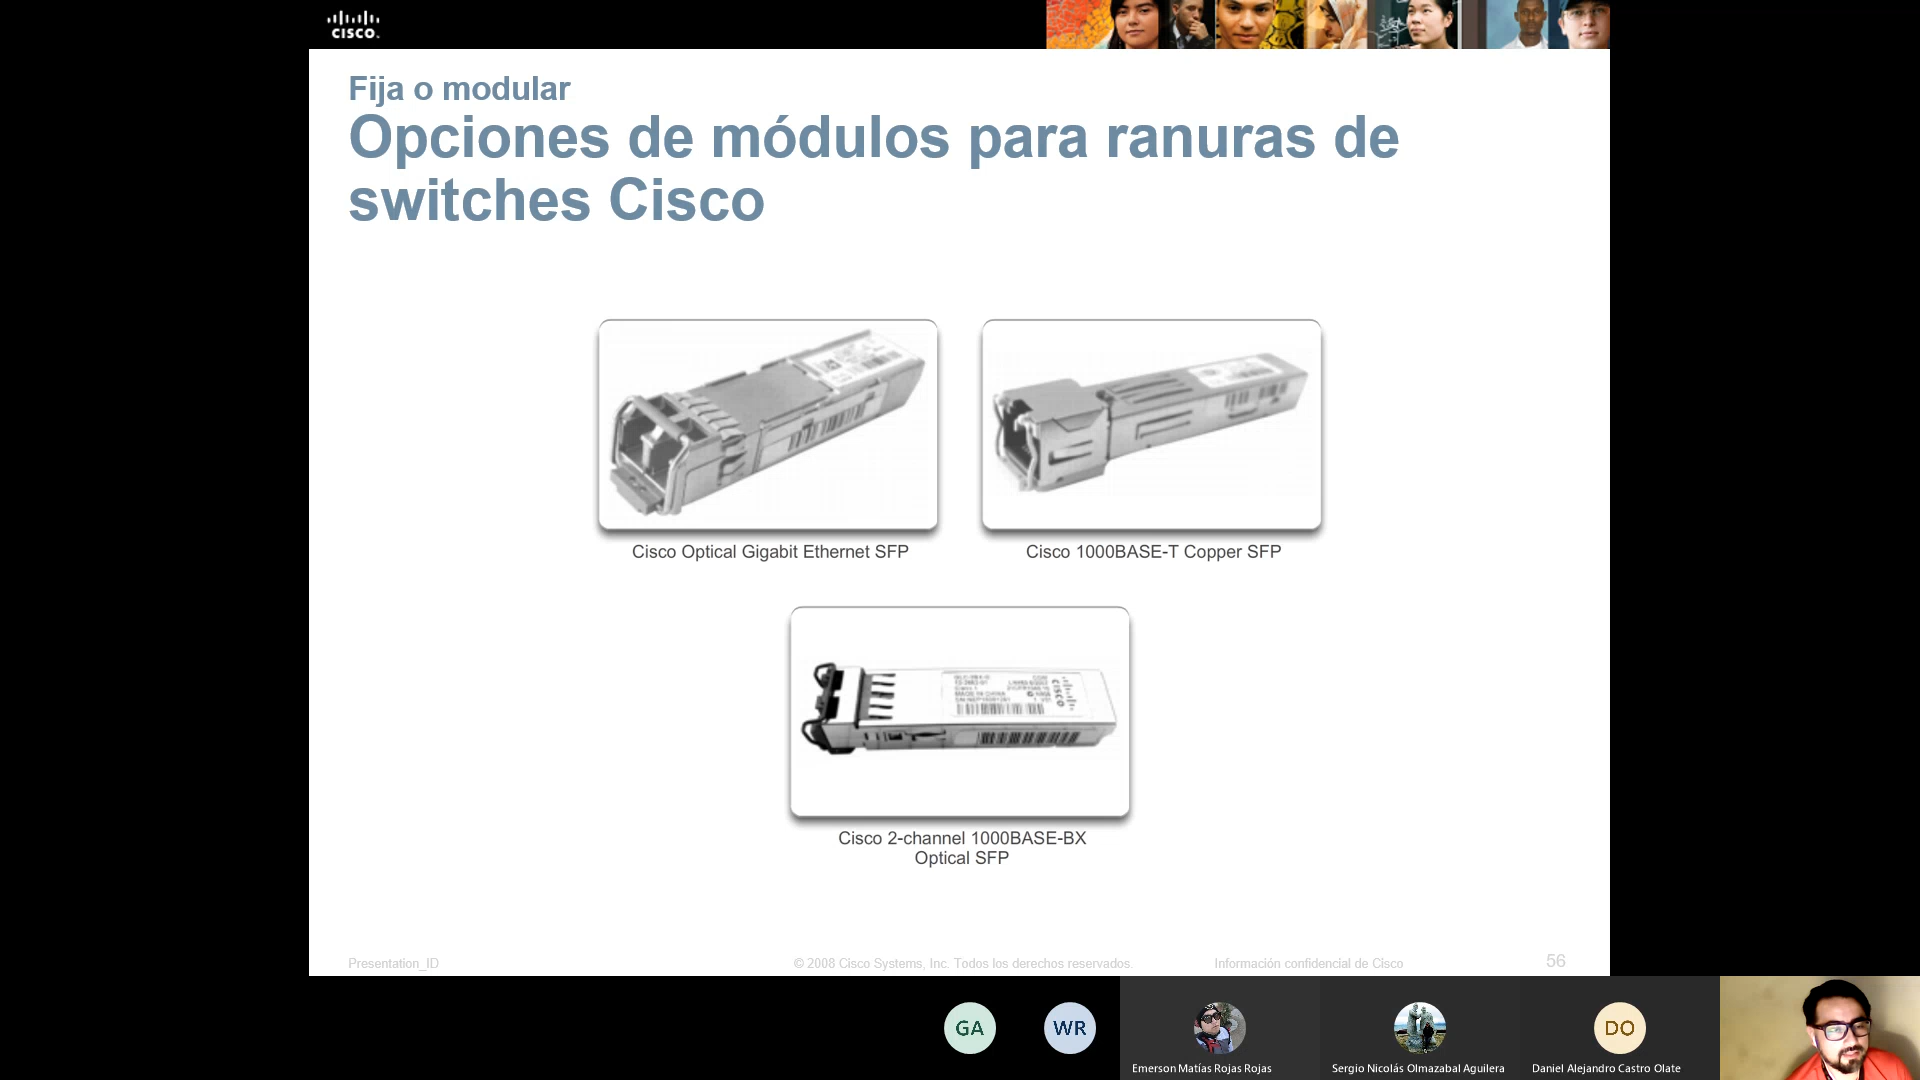 CISCO.
Fija o modular
Opciones de módulos para ranuras de
switches Cisco
Cisco Optical Gigabit Ethernet SFP
Cisco 1000BASE-T Copper SFP
CISCO
Cisco 2-channel 1000BASE-BX
Optical SFP
Presentation_ID
© 2008 Cisco Systems, Inc. Todos los derechos reservados.
Información confidencial de Cisco
56
GA
WR
DO
Emerson Matías Rojas Rojas
Sergio Nicolás Olmazabal Aguilera
Daniel Alejandro Castro Olate